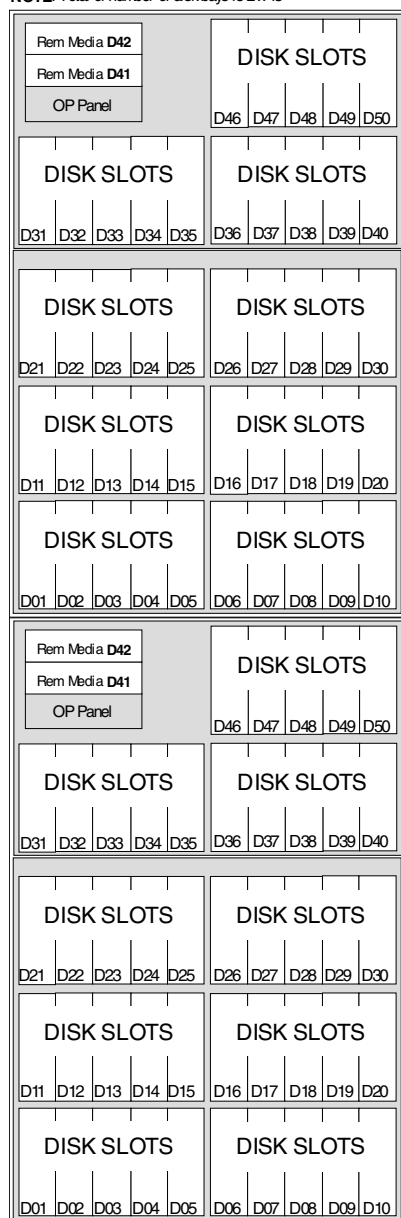 NOTE
Rem Media D42
Rem Media D41
OP Panel
DISK SLOTS
D46 D47 D48 D49 D50
DISK SLOTS
D31 D32 D33 D34 D35
DISK SLOTS
D36 D37 D38 D39 D40
DISK SLOTS
D21 D22 D23 D24 D25
DISK SLOTS
D26 D27 D28 D29 D30
DISK SLOTS
D11 D12 D13 D14 D15
DISK SLOTS
D16 D17 D18 D19 D20
DISK SLOTS
D01 D02 D03 D04 D05
DISK SLOTS
D06 D07 D08 D09 D10
Rem Media D42
Rem Media D41
OP Panel
DISK SLOTS
D46 D47 D48 D49 D50
DISK SLOTS
D31 D32 D33 D34 D35
DISK SLOTS
D36 D37 D38 D39 D40
DISK SLOTS
D21 D22 D23 D24 D25
DISK SLOTS
D26 D27 D28 D29 D30
DISK SLOTS
D11 D12 D13 D14 D15
DISK SLOTS
D16 D17 D18 D19 D20
DISK SLOTS
D01 D02 D03 D04 D05
DISK SLOTS
D06 D07 D08 D09 D10